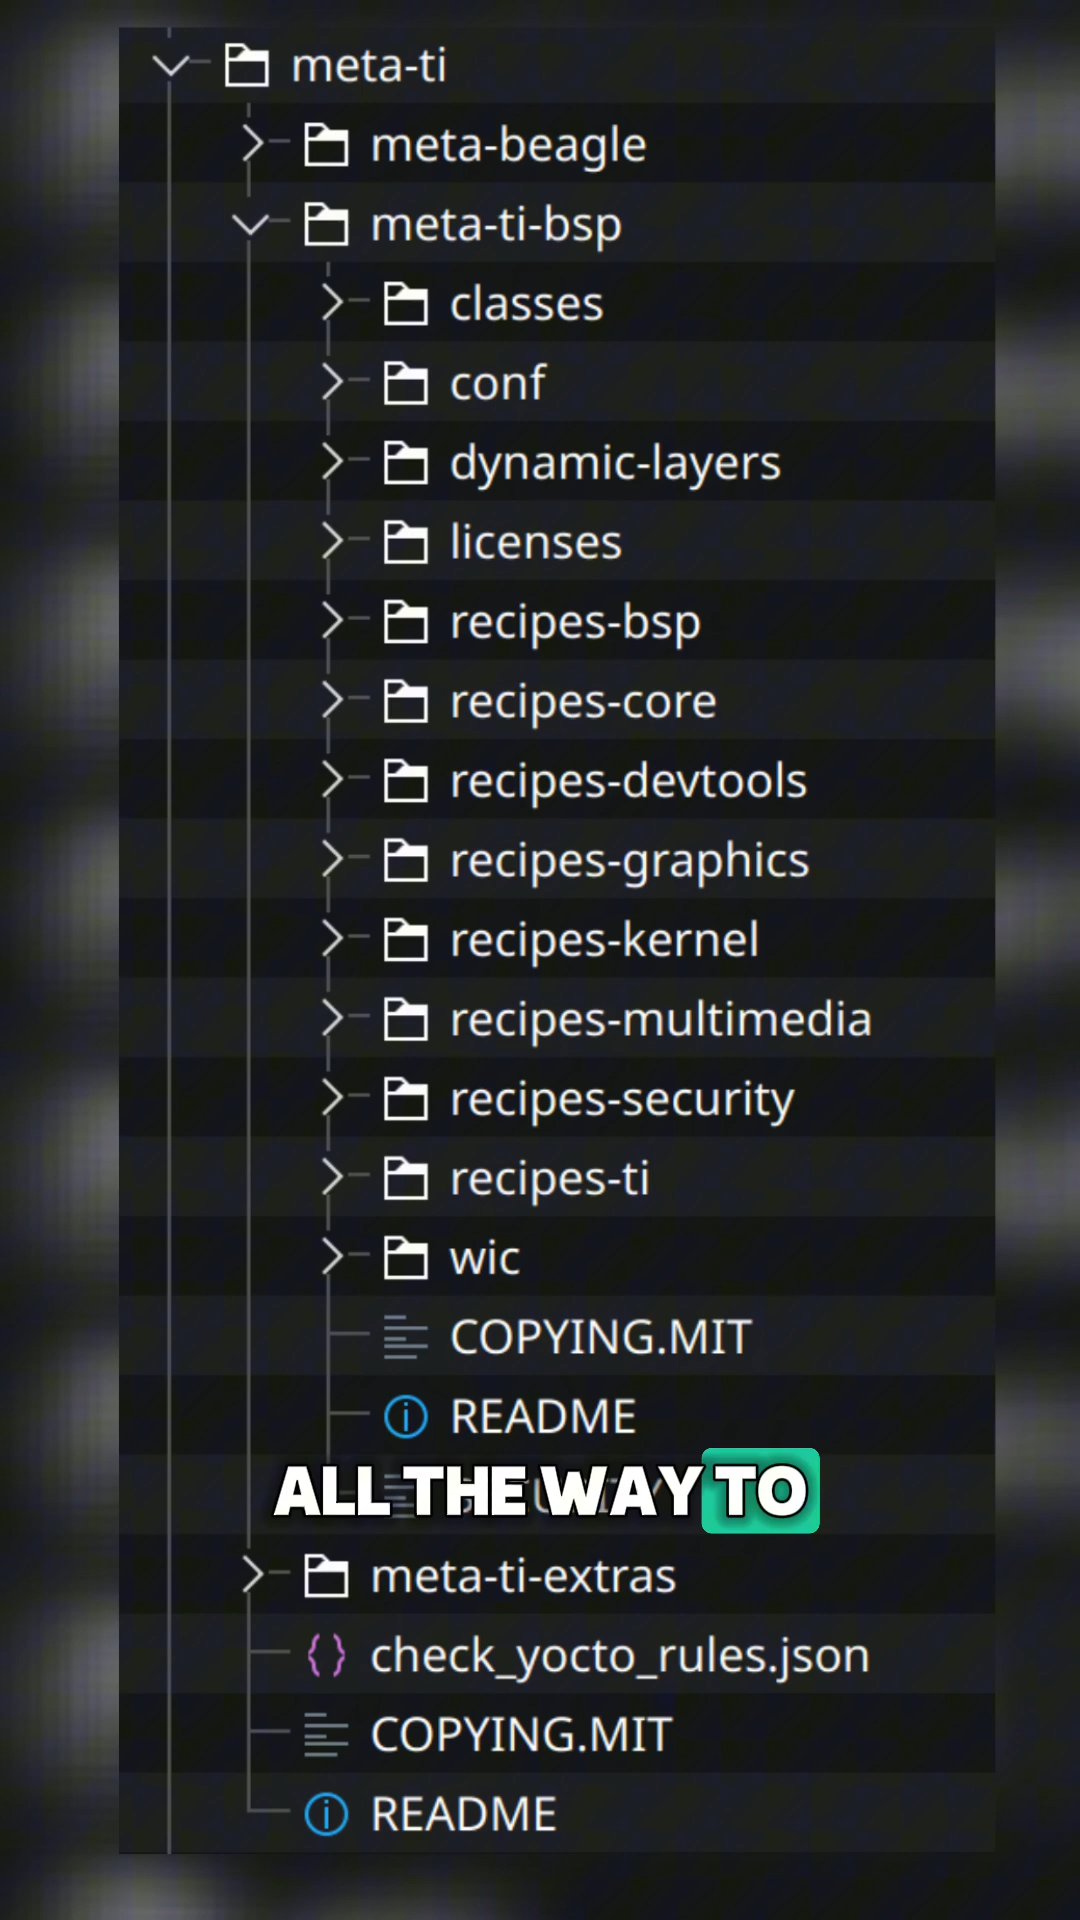 meta-ti
meta-beagle
meta-ti-bsp
classes
conf
dynamic-layers
licenses
recipes-bsp
recipes-core
recipes-devtools
recipes-graphics
recipes-kernel
recipes-multimedia
recipes-security
recipes-ti
wic
COPYING.MIT
README
ALL THE WAY TO
meta-ti-extras
check_yocto_rules.json
COPYING.MIT
README